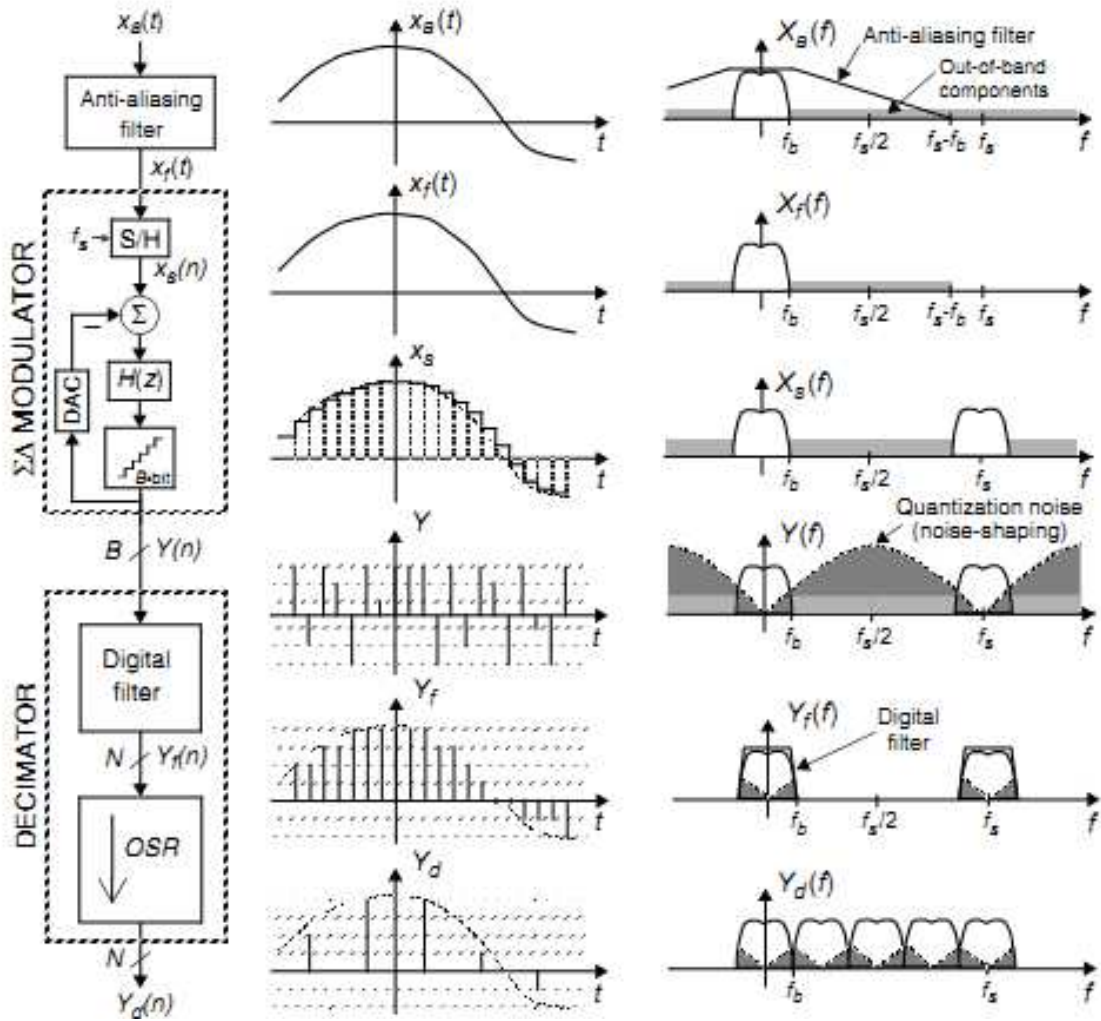 xa(t)
Anti-aliasing
filter
xf(t)
ΣΔ MODULATOR
fs
S/H
xs(n)
Σ
−
H(z)
DAC
B-bit
B
Y(n)
DECIMATOR
Digital
filter
N
Yf(n)
OSR
N
Yd(n)
xa(t)
t
xf(t)
t
xs
t
Y
t
Yf
t
Yd
t
Xa(f)
Anti-aliasing filter
Out-of-band
components
fb fs/2 fs-fb fs f
Xf(f)
fb fs/2 fs-fb fs f
Xs(f)
fb fs/2 fs f
Quantization noise
(noise-shaping)
Y(f)
fb fs/2 fs f
Yf(f)
Digital
filter
fb fs/2 fs f
Yd(f)
fb fs f